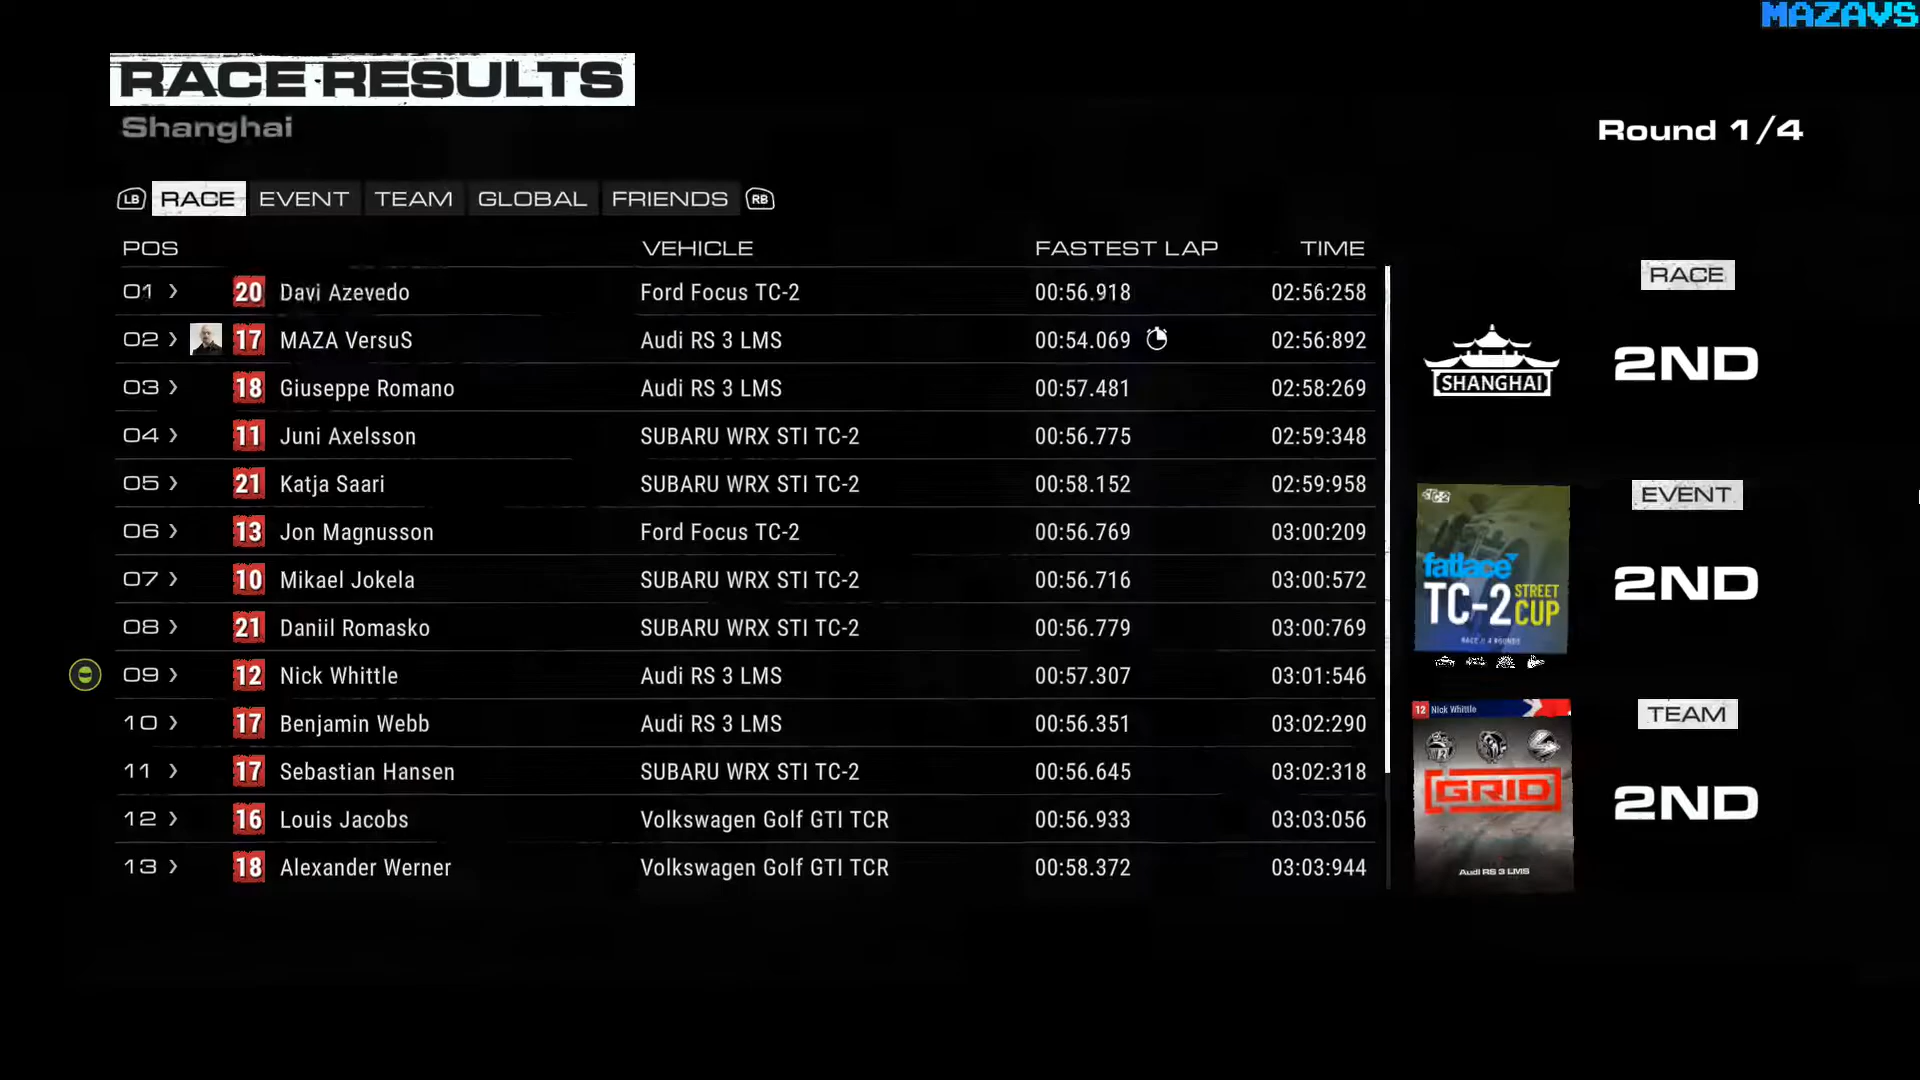 MAZAVS
RACE RESULTS
Shanghai
Round 1/4
LB RACE EVENT TEAM GLOBAL FRIENDS RB
POS VEHICLE FASTEST LAP TIME
01 20 Davi Azevedo Ford Focus TC-2 00:56.918 02:56:258
02 17 MAZA VersuS Audi RS 3 LMS 00:54.069 02:56:892
03 18 Giuseppe Romano Audi RS 3 LMS 00:57.481 02:58:269
04 11 Juni Axelsson SUBARU WRX STI TC-2 00:56.775 02:59:348
05 21 Katja Saari SUBARU WRX STI TC-2 00:58.152 02:59:958
06 13 Jon Magnusson Ford Focus TC-2 00:56.769 03:00:209
07 10 Mikael Jokela SUBARU WRX STI TC-2 00:56.716 03:00:572
08 21 Daniil Romasko SUBARU WRX STI TC-2 00:56.779 03:00:769
09 12 Nick Whittle Audi RS 3 LMS 00:57.307 03:01:546
10 17 Benjamin Webb Audi RS 3 LMS 00:56.351 03:02:290
11 17 Sebastian Hansen SUBARU WRX STI TC-2 00:56.645 03:02:318
12 16 Louis Jacobs Volkswagen Golf GTI TCR 00:56.933 03:03:056
13 18 Alexander Werner Volkswagen Golf GTI TCR 00:58.372 03:03:944
RACE
SHANGHAI
2ND
EVENT
TC-2
fatlace
TC-2 STREET CUP
RACE // 4 ROUNDS
2ND
TEAM
12 Nick Whittle
GRID
Audi RS 3 LMS
2ND